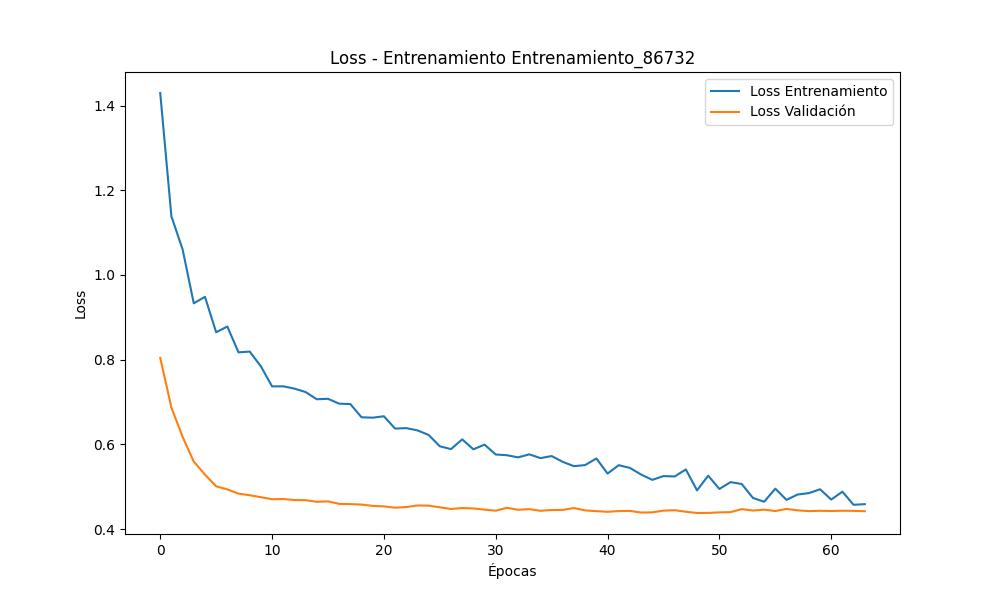 Loss - Entrenamiento Entrenamiento_86732
Loss Entrenamiento
Loss Validación
Loss
1.4
1.2
1.0
0.8
0.6
0.4
0 10 20 30 40 50 60
Épocas